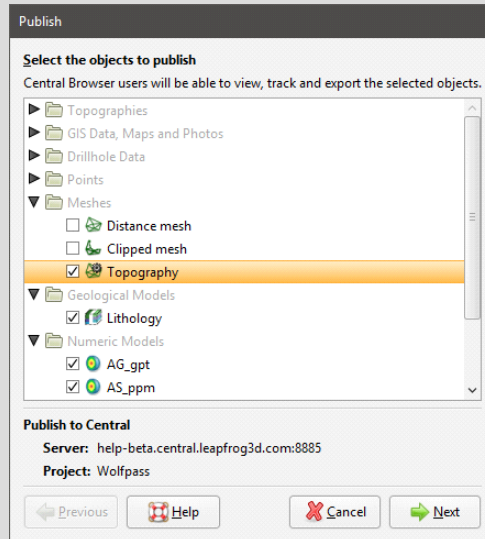 Publish
Select the objects to publish
Central Browser users will be able to view, track and export the selected objects.
Topographies
GIS Data, Maps and Photos
Drillhole Data
Points
Meshes
Distance mesh
Clipped mesh
Topography
Geological Models
Lithology
Numeric Models
AG_gpt
AS_ppm
Publish to Central
Server: help-beta.central.leapfrog3d.com:8885
Project: Wolfpass
Previous Help Cancel Next